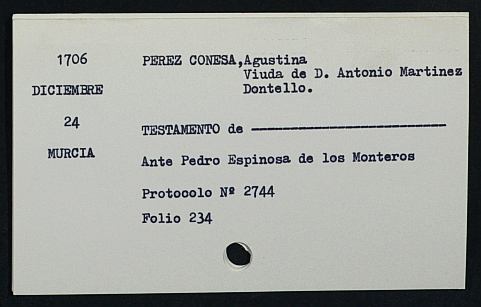 1706
DICIEMBRE
24
MURCIA
PEREZ CONESA,Agustina
Viuda de D. Antonio Martinez
Dontello.
TESTAMENTO de -------------------------
Ante Pedro Espinosa de los Monteros
Protocolo Nº 2744
Folio 234